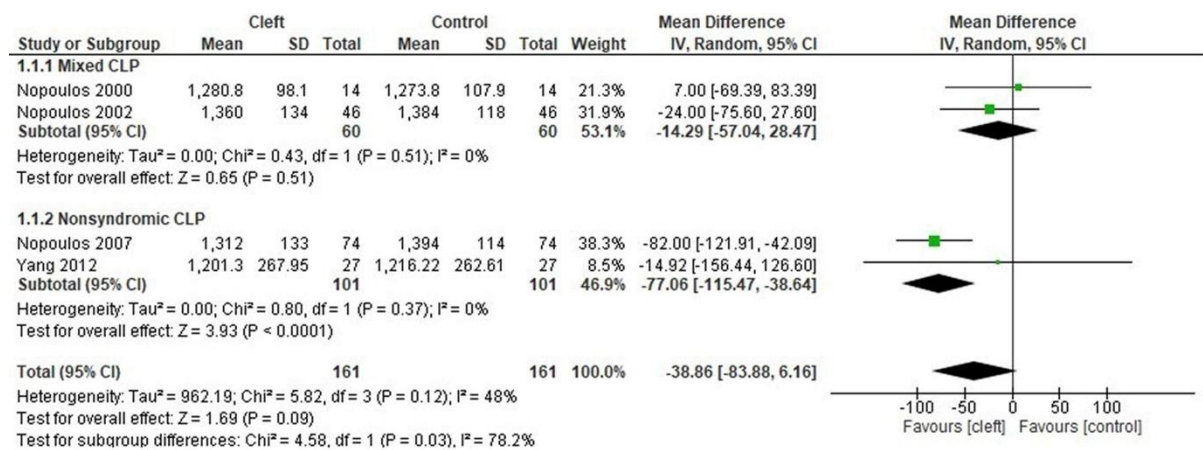 Cleft Control Mean Difference Mean Difference
Study or Subgroup Mean SD Total Mean SD Total Weight IV, Random, 95% CI IV, Random, 95% CI
1.1.1 Mixed CLP
Nopoulos 2000 1,280.8 98.1 14 1,273.8 107.9 14 21.3% 7.00 [-69.39, 83.39]
Nopoulos 2002 1,360 134 46 1,384 118 46 31.9% -24.00 [-75.60, 27.60]
Subtotal (95% CI) 60 60 53.1% -14.29 [-57.04, 28.47]
Heterogeneity: Tau² = 0.00; Chi² = 0.43, df = 1 (P = 0.51); I² = 0%
Test for overall effect: Z = 0.65 (P = 0.51)
1.1.2 Nonsyndromic CLP
Nopoulos 2007 1,312 133 74 1,394 114 74 38.3% -82.00 [-121.91, -42.09]
Yang 2012 1,201.3 267.95 27 1,216.22 262.61 27 8.5% -14.92 [-156.44, 126.60]
Subtotal (95% CI) 101 101 46.9% -77.06 [-115.47, -38.64]
Heterogeneity: Tau² = 0.00; Chi² = 0.80, df = 1 (P = 0.37); I² = 0%
Test for overall effect: Z = 3.93 (P < 0.0001)
Total (95% CI) 161 161 100.0% -38.86 [-83.88, 6.16]
Heterogeneity: Tau² = 962.19; Chi² = 5.82, df = 3 (P = 0.12); I² = 48%
Test for overall effect: Z = 1.69 (P = 0.09)
Test for subgroup differences: Chi² = 4.58, df = 1 (P = 0.03), I² = 78.2%
-100 -50 0 50 100
Favours [cleft] Favours [control]